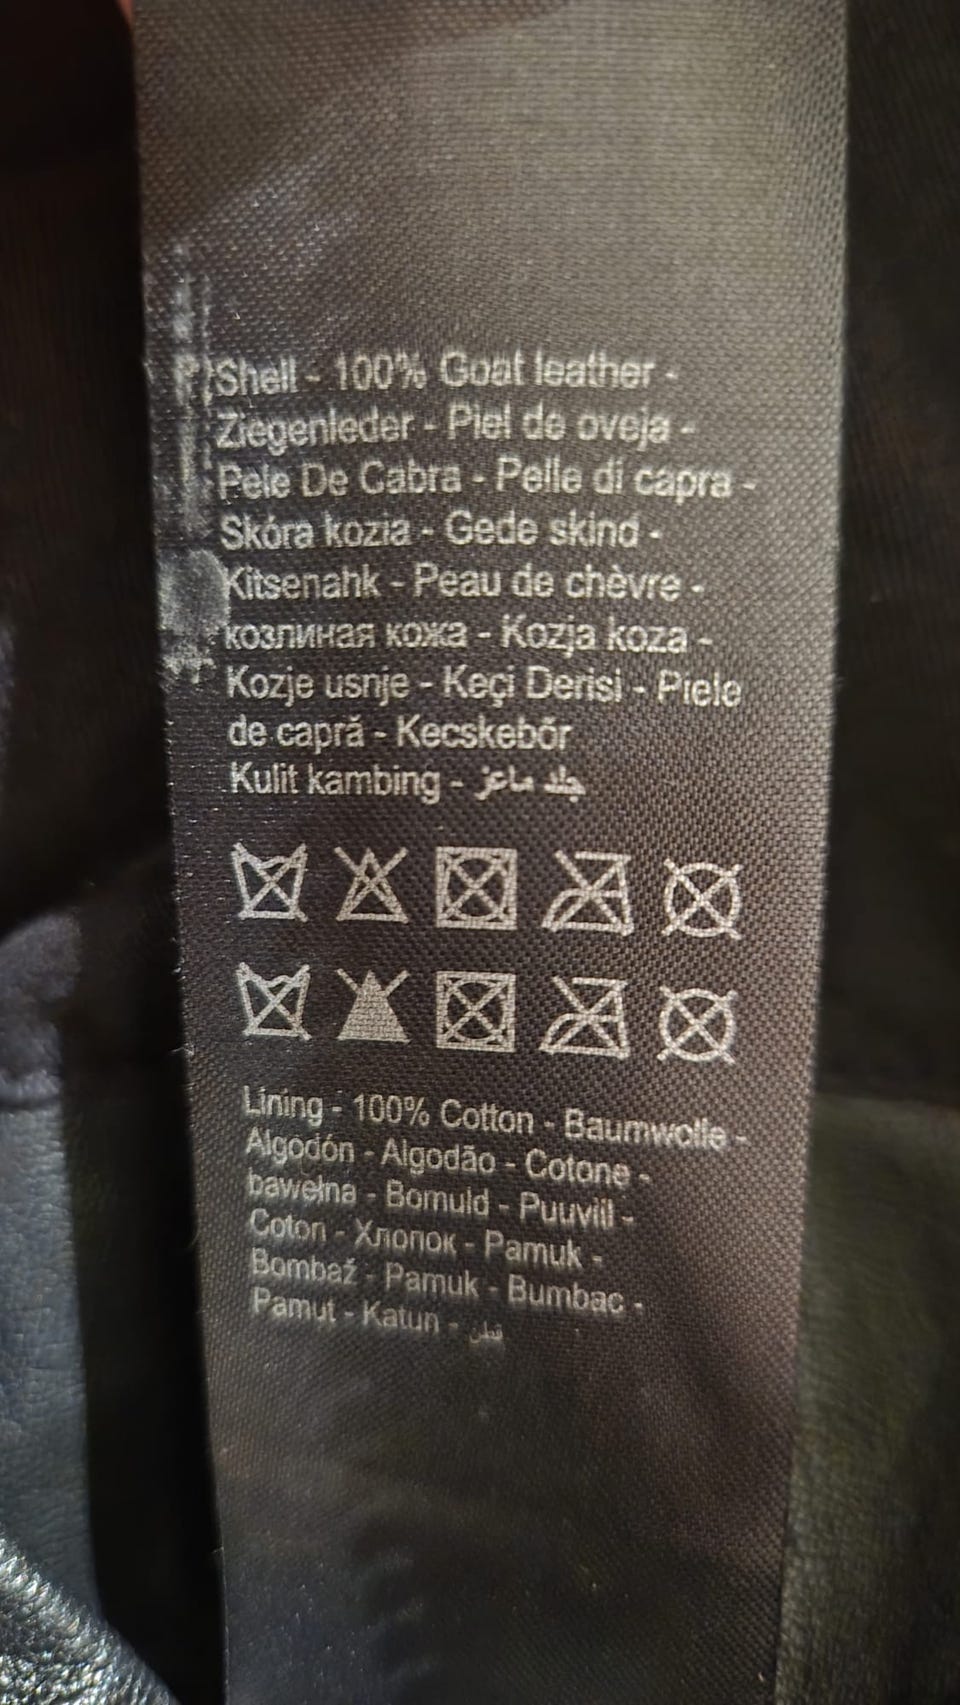 Shell - 100% Goat leather -
Ziegenleder - Piel de oveja -
Pele De Cabra - Pelle di capra -
Skóra kozia - Gede skind -
Kitsenahk - Peau de chèvre -
козлиная кожа - Kozja koza -
Kozje usnje - Keçi Derisi - Piele
de capră - Kecskebőr
Kulit kambing - جلد ماعز
Lining - 100% Cotton - Baumwolle -
Algodón - Algodão - Cotone -
bawełna - Bomuld - Puuvill -
Coton - Хлопок - Pamuk -
Bombaž - Pamuk - Bumbac -
Pamut - Katun - قطن